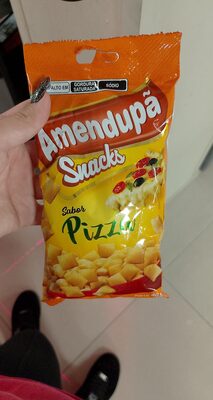 ALTO EM
GORDURA SATURADA
SÓDIO
Amendupã
Snacks
Sabor
Pizza